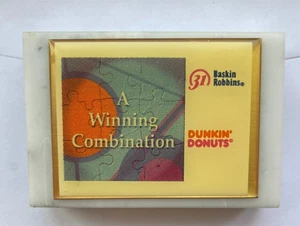 A
Winning
Combination
31
Baskin
Robbins®
DUNKIN'
DONUTS®